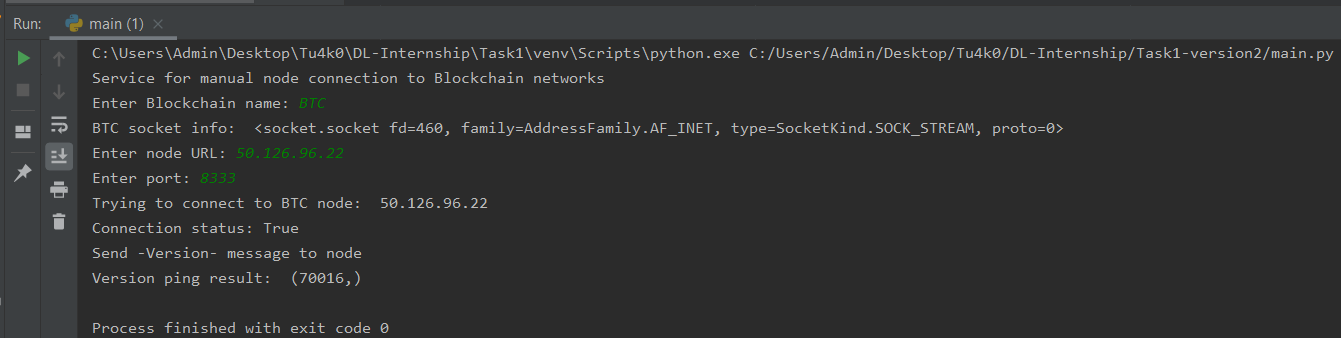 Run: main (1)
C:\Users\Admin\Desktop\Tu4k0\DL-Internship\Task1\venv\Scripts\python.exe C:/Users/Admin/Desktop/Tu4k0/DL-Internship/Task1-version2/main.py
Service for manual node connection to Blockchain networks
Enter Blockchain name: BTC
BTC socket info:  <socket.socket fd=460, family=AddressFamily.AF_INET, type=SocketKind.SOCK_STREAM, proto=0>
Enter node URL: 50.126.96.22
Enter port: 8333
Trying to connect to BTC node:  50.126.96.22
Connection status: True
Send -Version- message to node
Version ping result:  (70016,)
Process finished with exit code 0